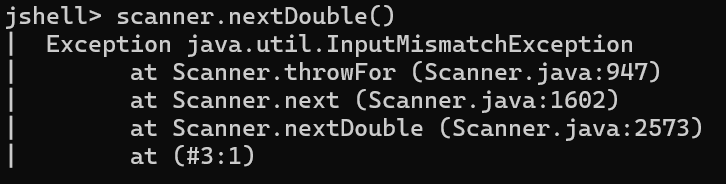 jshell> scanner.nextDouble()
|  Exception java.util.InputMismatchException
|        at Scanner.throwFor (Scanner.java:947)
|        at Scanner.next (Scanner.java:1602)
|        at Scanner.nextDouble (Scanner.java:2573)
|        at (#3:1)